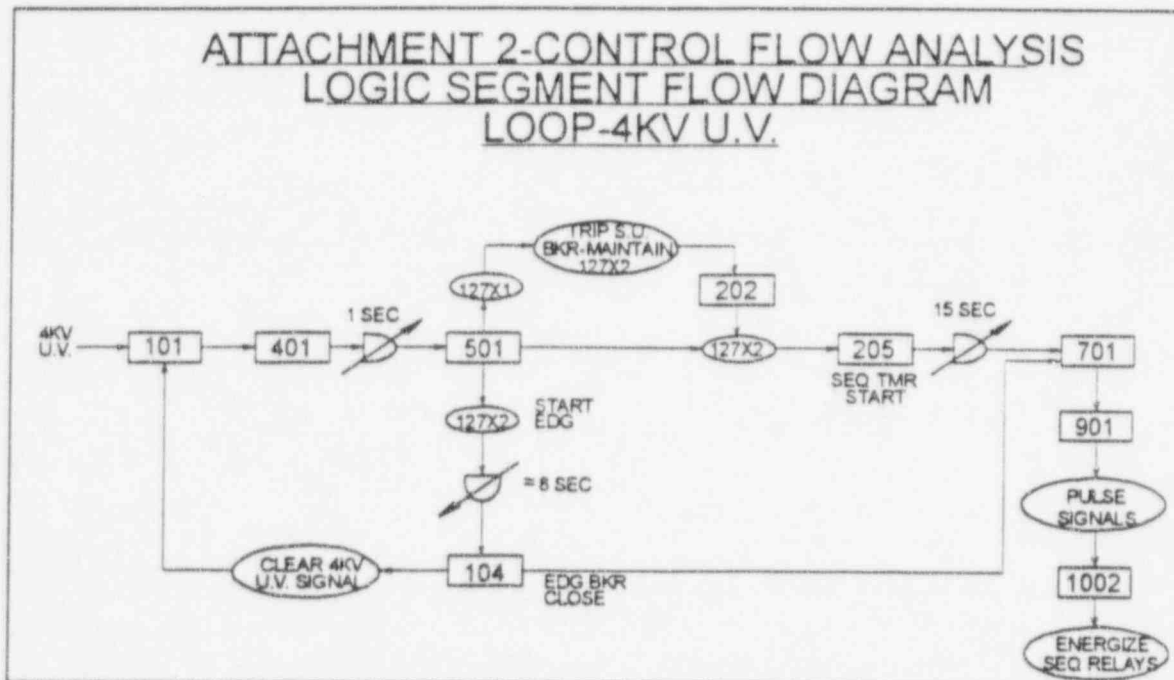 ATTACHMENT 2-CONTROL FLOW ANALYSIS
LOGIC SEGMENT FLOW DIAGRAM
LOOP-4KV U.V.
TRIP S.U.
BKR-MAINTAIN
127X2
127X1
202
1 SEC
15 SEC
4KV
U.V.
101
401
501
127X2
205
701
SEQ TMR
START
127X2
START
EDG
901
≈ 8 SEC
PULSE
SIGNALS
CLEAR 4KV
U.V. SIGNAL
104
EDG BKR
CLOSE
1002
ENERGIZE
SEQ RELAYS